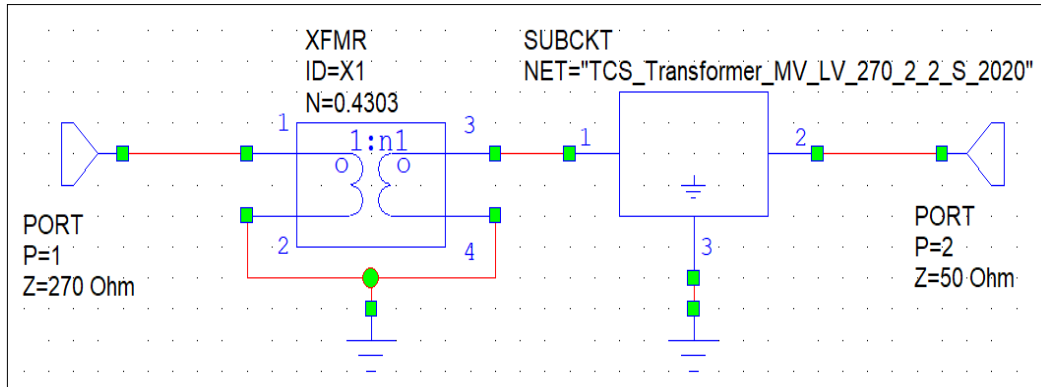 XFMR
ID=X1
N=0.4303
SUBCKT
NET="TCS_Transformer_MV_LV_270_2_2_S_2020"
1
1:n1
3
o
o
2
4
1
2
3
PORT
P=1
Z=270 Ohm
PORT
P=2
Z=50 Ohm